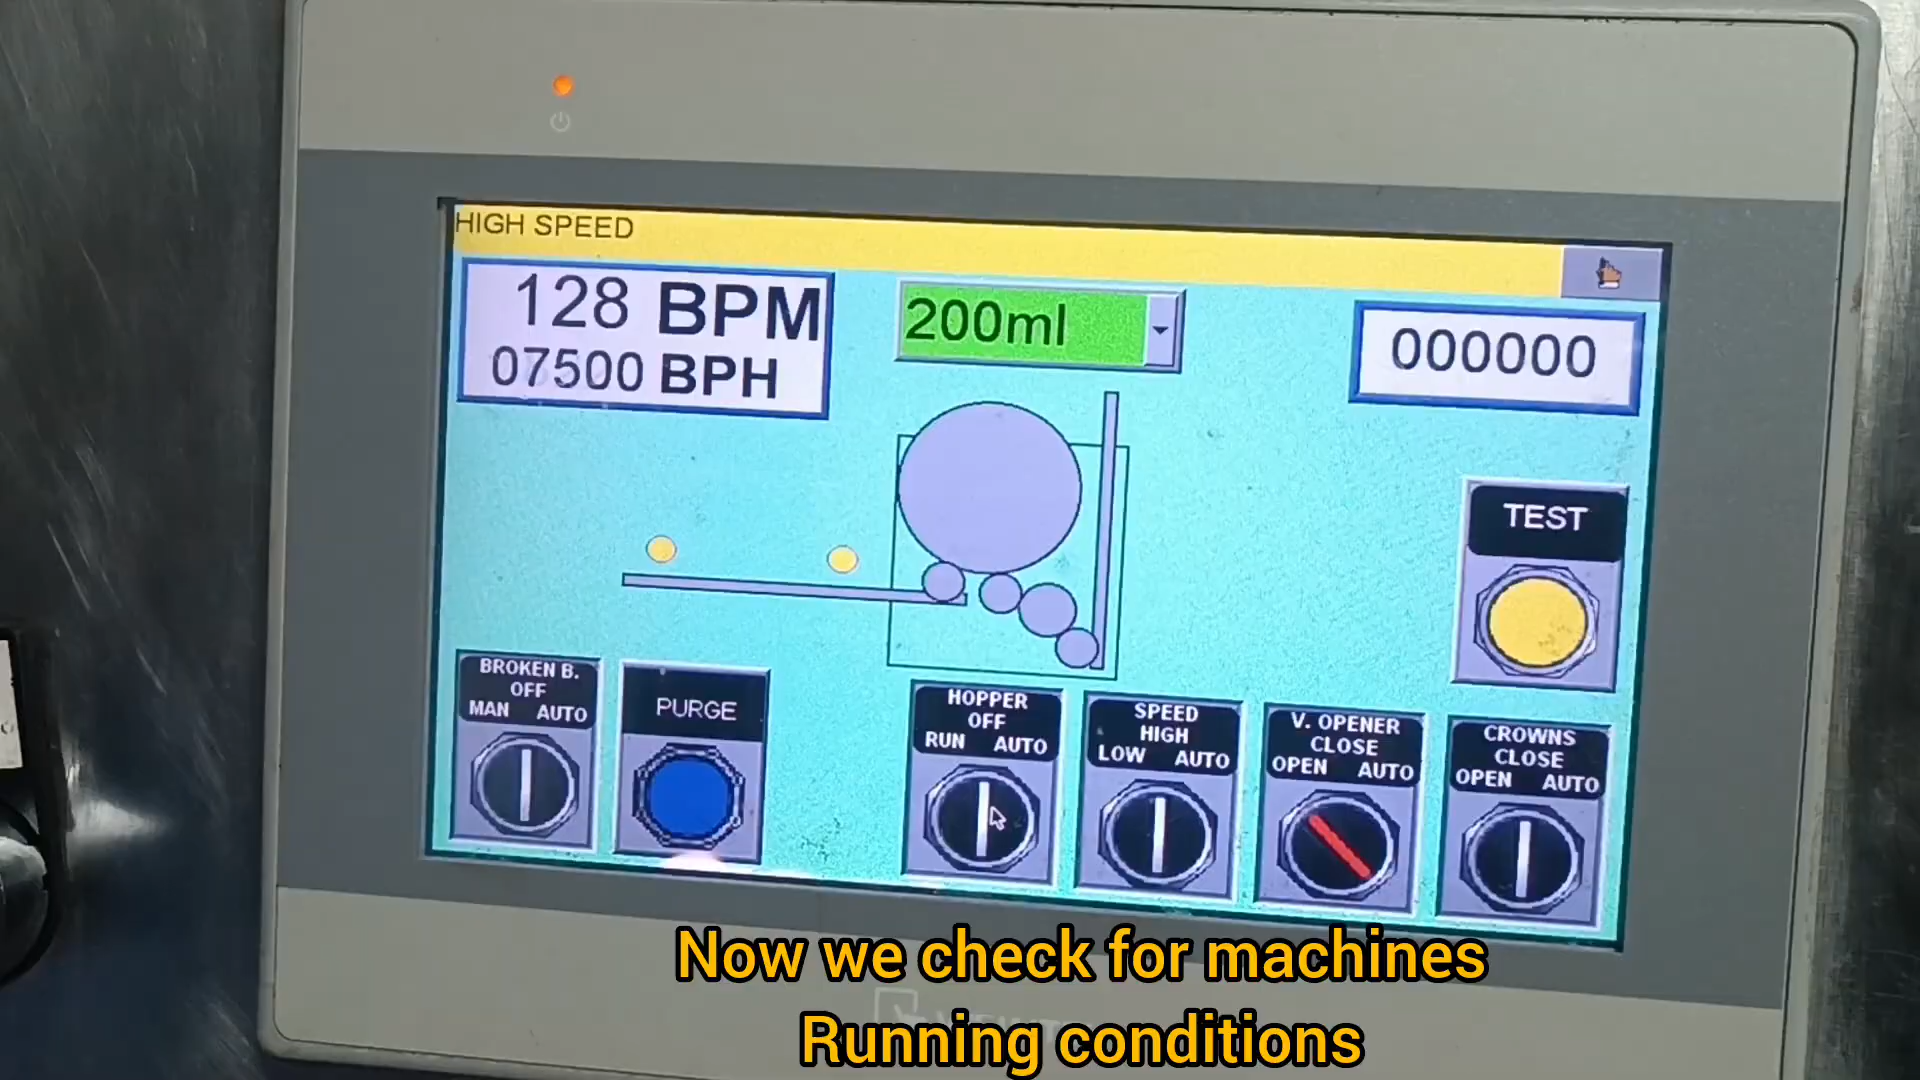 HIGH SPEED
128 BPM
07500 BPH
200ml
000000
TEST
BROKEN B.
OFF
MAN AUTO
PURGE
HOPPER
OFF
RUN AUTO
SPEED
HIGH
LOW AUTO
V. OPENER
CLOSE
OPEN AUTO
CROWNS
CLOSE
OPEN AUTO
Now we check for machines
Running conditions